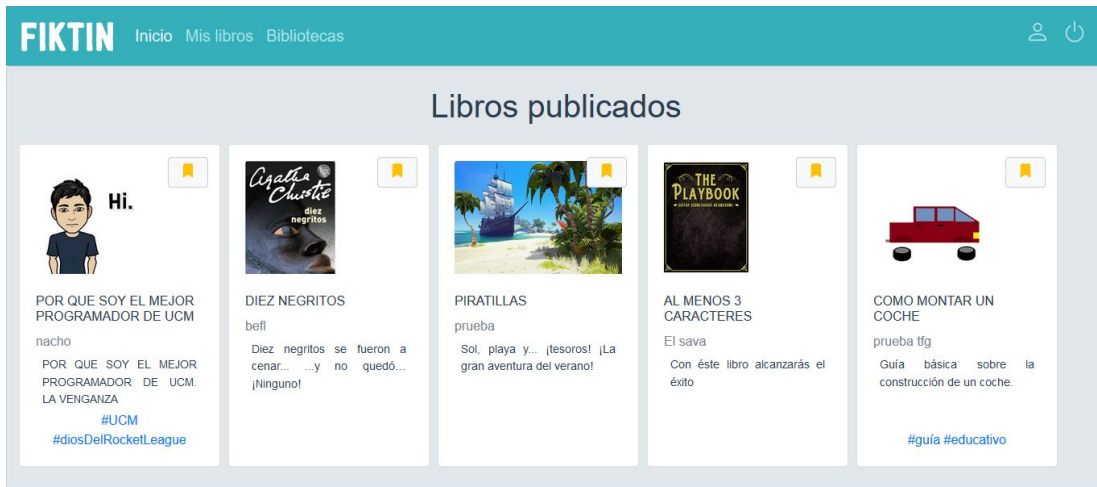 FIKTIN Inicio Mis libros Bibliotecas
Libros publicados
Hi.
POR QUE SOY EL MEJOR
PROGRAMADOR DE UCM
nacho
POR QUE SOY EL MEJOR
PROGRAMADOR DE UCM.
LA VENGANZA
#UCM
#diosDelRocketLeague
Agatha
Christie
diez
negritos
DIEZ NEGRITOS
befl
Diez negritos se fueron a
cenar... ...y no quedó...
¡Ninguno!
PIRATILLAS
prueba
Sol, playa y... ¡tesoros! ¡La
gran aventura del verano!
THE
PLAYBOOK
AL MENOS 3
CARACTERES
El sava
Con éste libro alcanzarás el
éxito
COMO MONTAR UN
COCHE
prueba tfg
Guía básica sobre la
construcción de un coche.
#guía #educativo